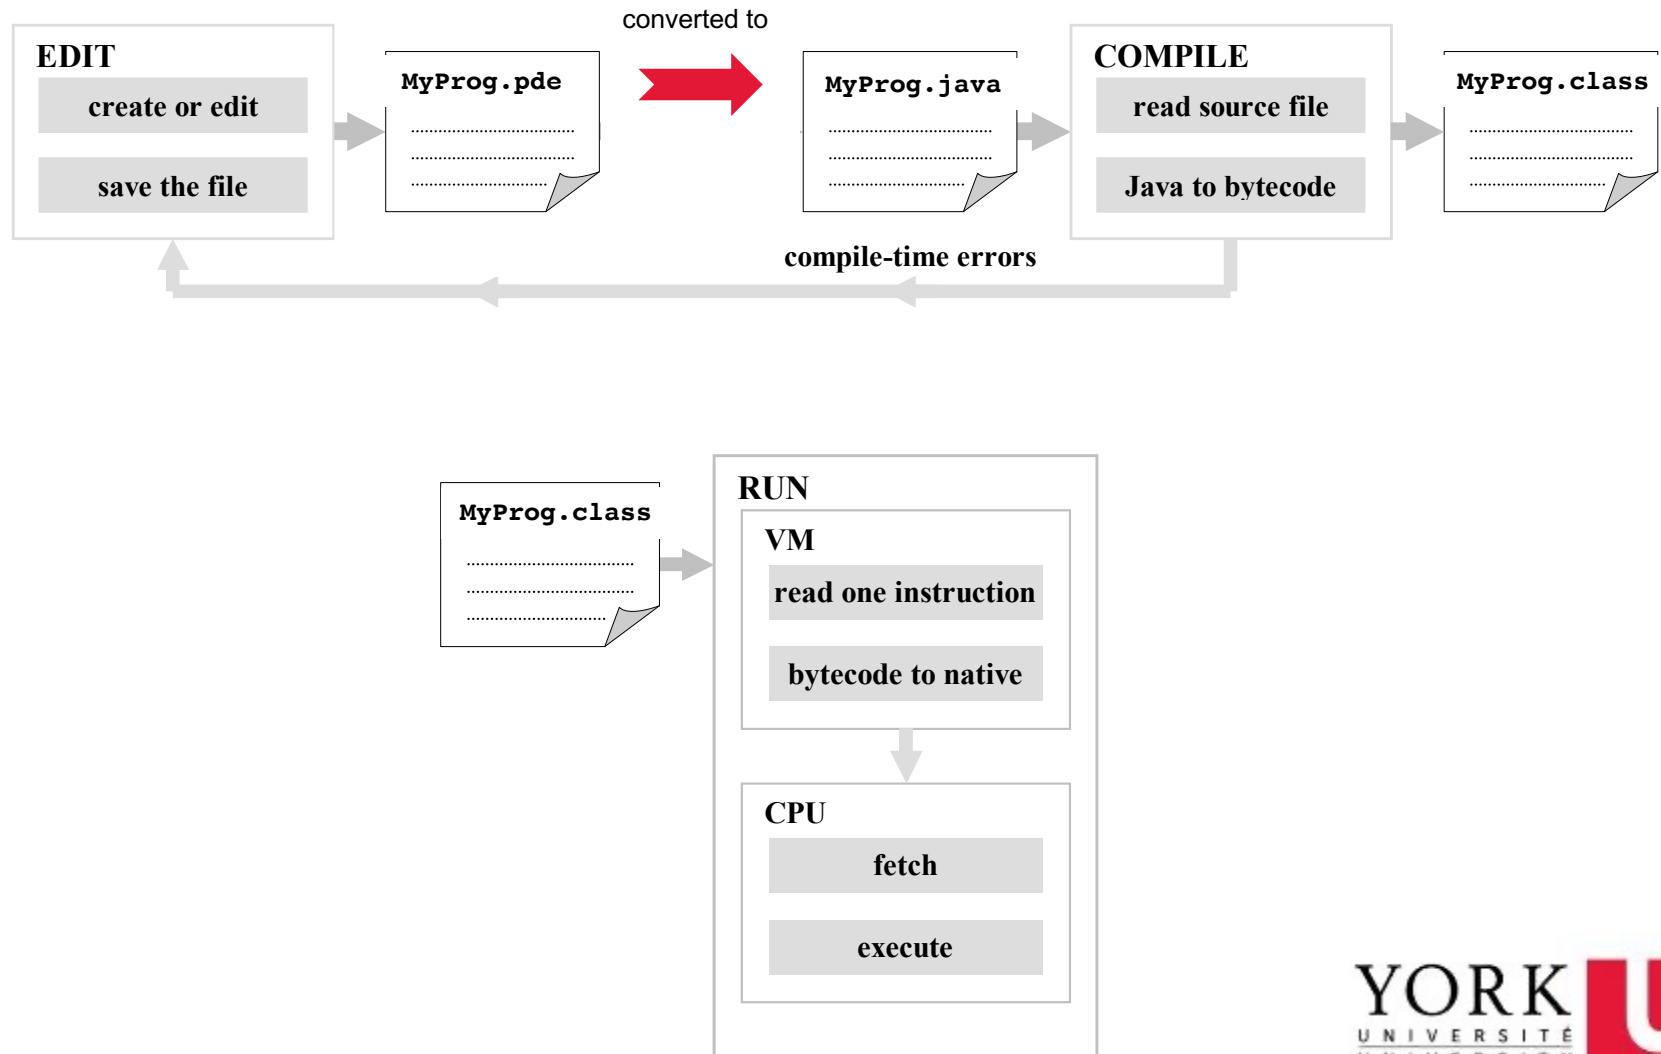 converted to
EDIT
create or edit
save the file
MyProg.pde
MyProg.java
COMPILE
read source file
Java to bytecode
MyProg.class
compile-time errors
MyProg.class
RUN
VM
read one instruction
bytecode to native
CPU
fetch
execute
YORK
UNIVERSITÉ